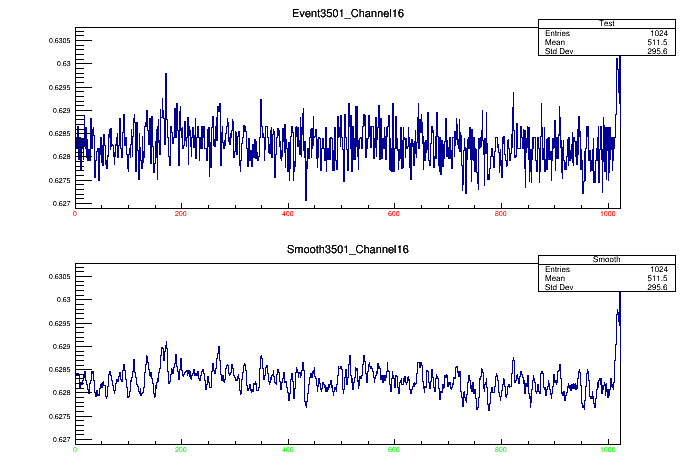 Event3501_Channel16
Test
Entries 1024
Mean 511.5
Std Dev 295.6
0.6305
0.63
0.6295
0.629
0.6285
0.628
0.6275
0.627
0 200 400 600 800 1000
Smooth3501_Channel16
Smooth
Entries 1024
Mean 511.5
Std Dev 295.6
0.6305
0.63
0.6295
0.629
0.6285
0.628
0.6275
0.627
0 200 400 600 800 1000